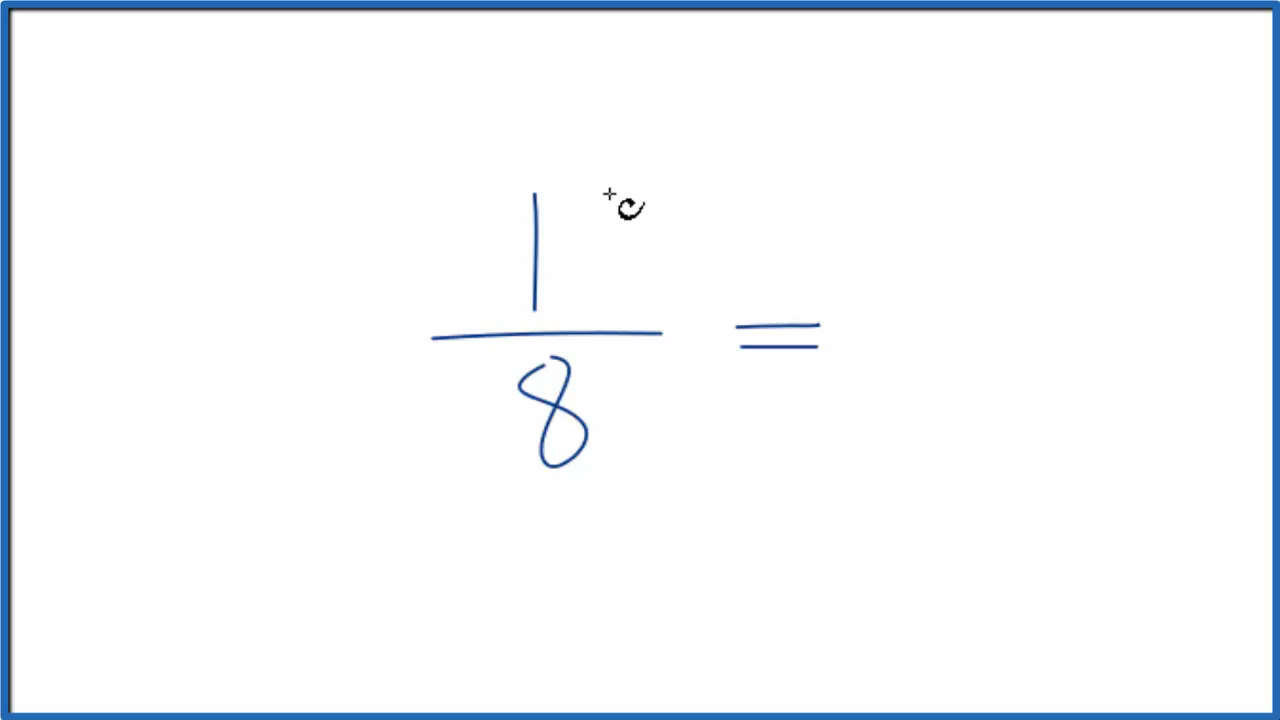 1/8 =